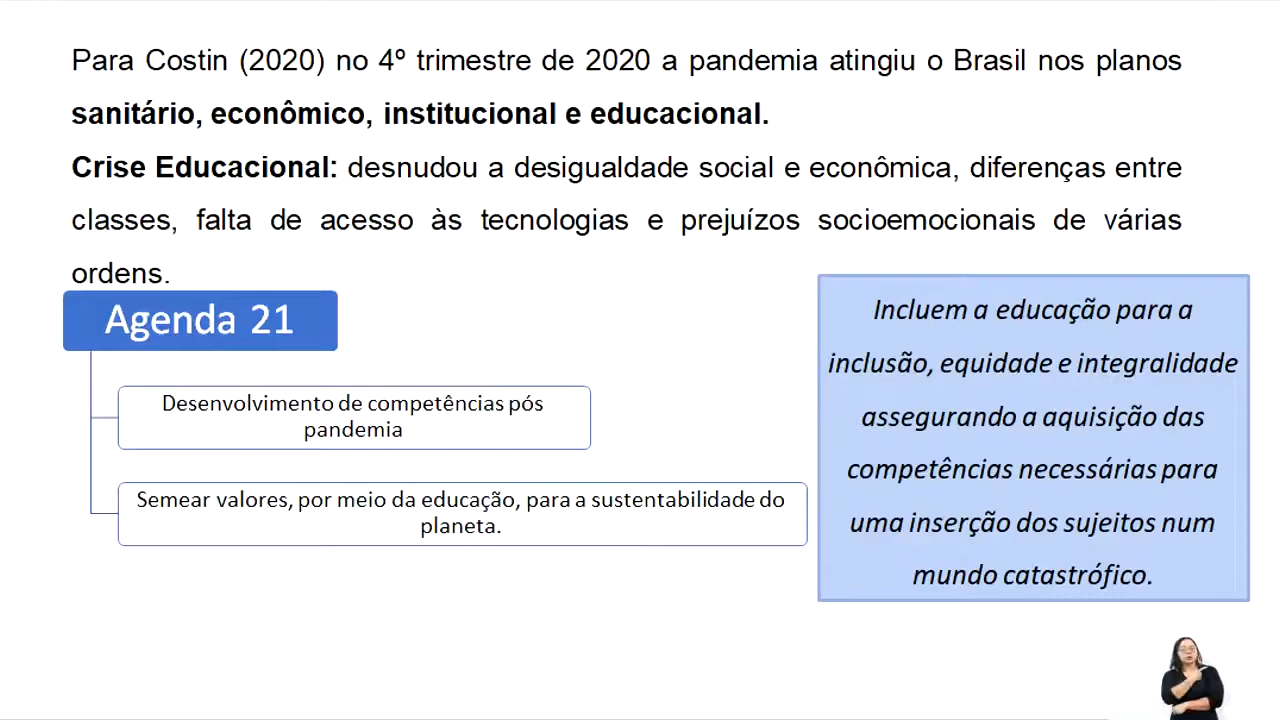 Para Costin (2020) no 4º trimestre de 2020 a pandemia atingiu o Brasil nos planos
sanitário, econômico, institucional e educacional.
Crise Educacional: desnudou a desigualdade social e econômica, diferenças entre
classes, falta de acesso às tecnologias e prejuízos socioemocionais de várias
ordens.
Agenda 21
Desenvolvimento de competências pós
pandemia
Semear valores, por meio da educação, para a sustentabilidade do
planeta.
Incluem a educação para a
inclusão, equidade e integralidade
assegurando a aquisição das
competências necessárias para
uma inserção dos sujeitos num
mundo catastrófico.